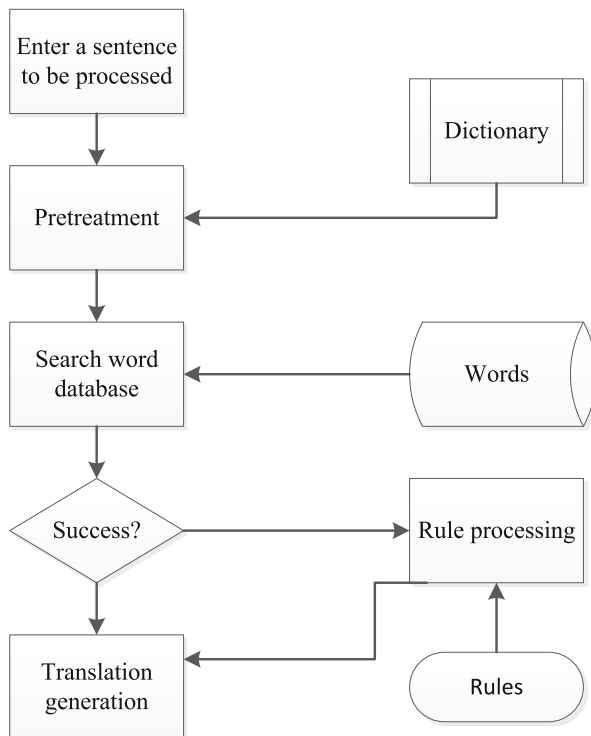 Enter a sentence
to be processed
Dictionary
Pretreatment
Search word
database
Words
Success?
Rule processing
Translation
generation
Rules